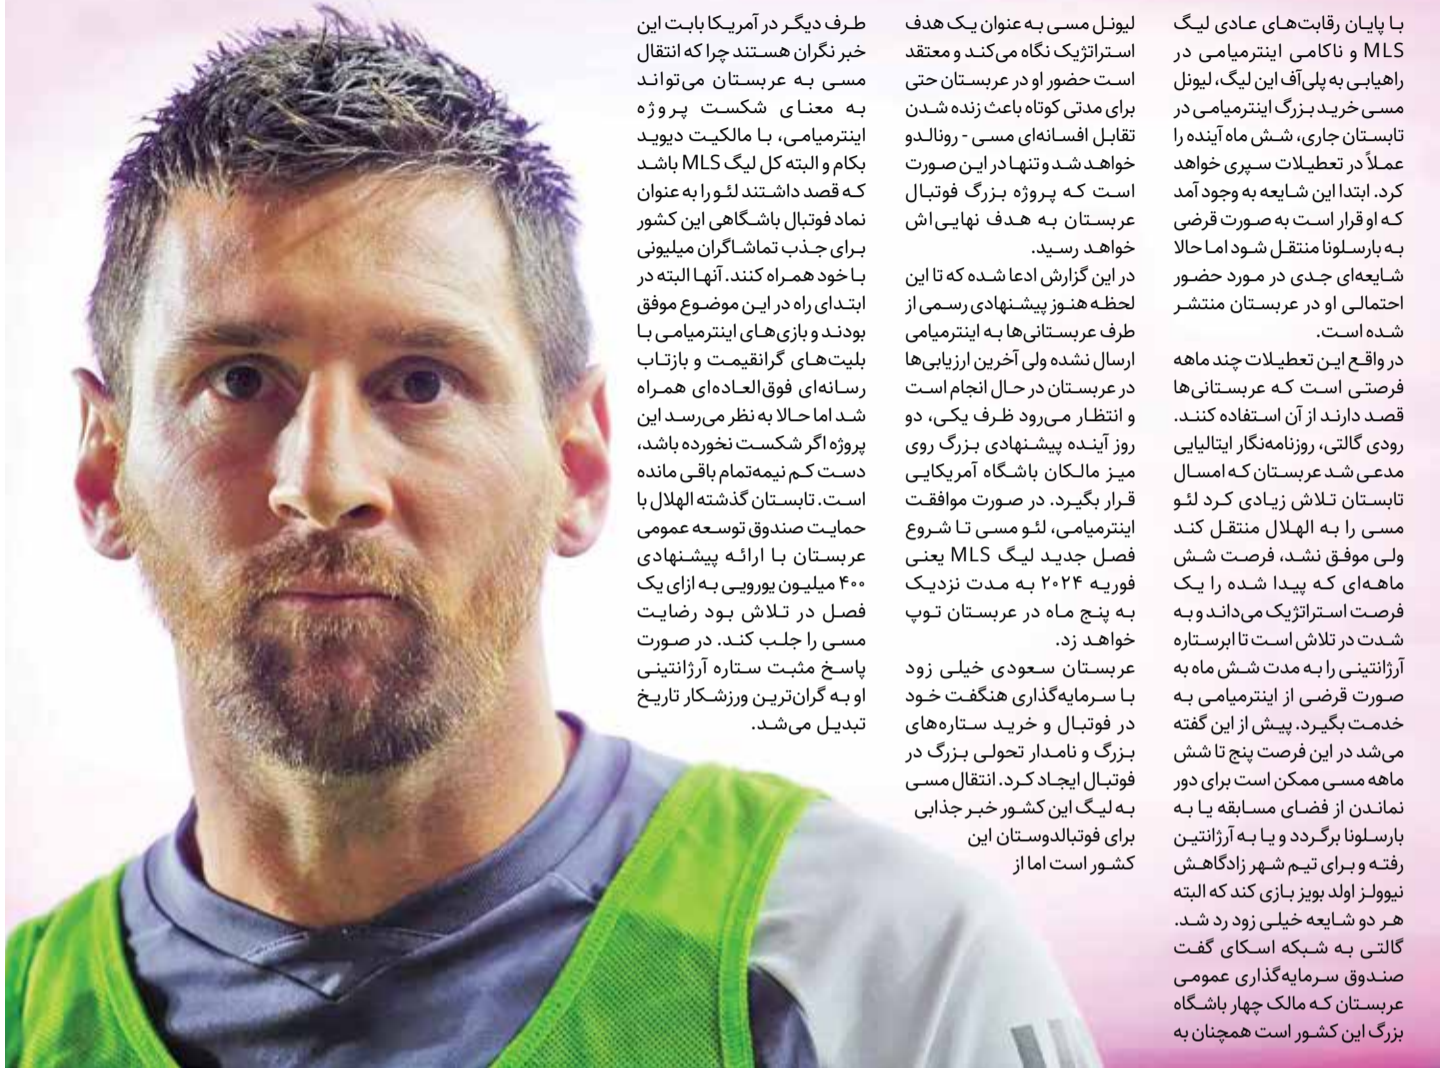 با پایان رقابت‌های عادی لیگ
MLS و ناکامی اینترمیامی در
راهیابی به پلی‌آف این لیگ، لیونل
مسی خرید بزرگ اینترمیامی در
تابستان جاری، شش ماه آینده را
عملاً در تعطیلات سپری خواهد
کرد. ابتدا این شایعه به وجود آمد
که او قرار است به صورت قرضی
به بارسلونا منتقل شود اما حالا
شایعه‌ای جدی در مورد حضور
احتمالی او در عربستان منتشر
شده است.
در واقع این تعطیلات چند ماهه
فرصتی است که عربستانی‌ها
قصد دارند از آن استفاده کنند.
رودی گالتی، روزنامه‌نگار ایتالیایی
مدعی شد عربستان که امسال
تابستان تلاش زیادی کرد لئو
مسی را به الهلال منتقل کند
ولی موفق نشد، فرصت شش
ماهه‌ای که پیدا شده را یک
فرصت استراتژیک می‌داند و به
شدت در تلاش است تا ابرستاره
آرژانتینی را به مدت شش ماه به
صورت قرضی از اینترمیامی به
خدمت بگیرد. پیش از این گفته
می‌شد در این فرصت پنج تا شش
ماهه مسی ممکن است برای دور
نماندن از فضای مسابقه یا به
بارسلونا برگردد و یا به آرژانتین
رفته و برای تیم شهر زادگاهش
نیوولز اولد بویز بازی کند که البته
هر دو شایعه خیلی زود رد شد.
گالتی به شبکه اسکای گفت
صندوق سرمایه‌گذاری عمومی
عربستان که مالک چهار باشگاه
بزرگ این کشور است همچنان به
لیونل مسی به عنوان یک هدف
استراتژیک نگاه می‌کند و معتقد
است حضور او در عربستان حتی
برای مدتی کوتاه باعث زنده شدن
تقابل افسانه‌ای مسی - رونالدو
خواهد شد و تنها در این صورت
است که پروژه بزرگ فوتبال
عربستان به هدف نهایی‌اش
خواهد رسید.
در این گزارش ادعا شده که تا این
لحظه هنوز پیشنهادی رسمی از
طرف عربستانی‌ها به اینترمیامی
ارسال نشده ولی آخرین ارزیابی‌ها
در عربستان در حال انجام است
و انتظار می‌رود ظرف یکی، دو
روز آینده پیشنهادی بزرگ روی
میز مالکان باشگاه آمریکایی
قرار بگیرد. در صورت موافقت
اینترمیامی، لئو مسی تا شروع
فصل جدید لیگ MLS یعنی
فوریه ۲۰۲۴ به مدت نزدیک
به پنج ماه در عربستان توپ
خواهد زد.
عربستان سعودی خیلی زود
با سرمایه‌گذاری هنگفت خود
در فوتبال و خرید ستاره‌های
بزرگ و نامدار تحولی بزرگ در
فوتبال ایجاد کرد. انتقال مسی
به لیگ این کشور خبر جذابی
برای فوتبالدوستان این
کشور است اما از
طرف دیگر در آمریکا بابت این
خبر نگران هستند چرا که انتقال
مسی به عربستان می‌تواند
به معنای شکست پروژه
اینترمیامی، با مالکیت دیوید
بکام و البته کل لیگ MLS باشد
که قصد داشتند لئو را به عنوان
نماد فوتبال باشگاهی این کشور
برای جذب تماشاگران میلیونی
با خود همراه کنند. آنها البته در
ابتدای راه در این موضوع موفق
بودند و بازی‌های اینترمیامی با
بلیت‌های گرانقیمت و بازتاب
رسانه‌ای فوق‌العاده‌ای همراه
شد اما حالا به نظر می‌رسد این
پروژه اگر شکست نخورده باشد،
دست کم نیمه‌تمام باقی مانده
است. تابستان گذشته الهلال با
حمایت صندوق توسعه عمومی
عربستان با ارائه پیشنهادی
۴۰۰ میلیون یورویی به ازای یک
فصل در تلاش بود رضایت
مسی را جلب کند. در صورت
پاسخ مثبت ستاره آرژانتینی
او به گران‌ترین ورزشکار تاریخ
تبدیل می‌شد.